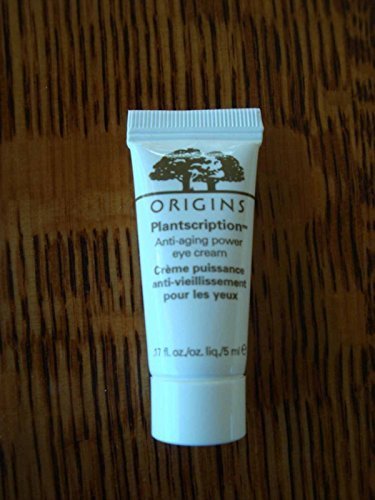 ORIGINS
Plantscription™
Anti-aging power
eye cream
Crème puissance
anti-vieillissement
pour les yeux
.17 fl. oz./oz. liq./5 ml ℮